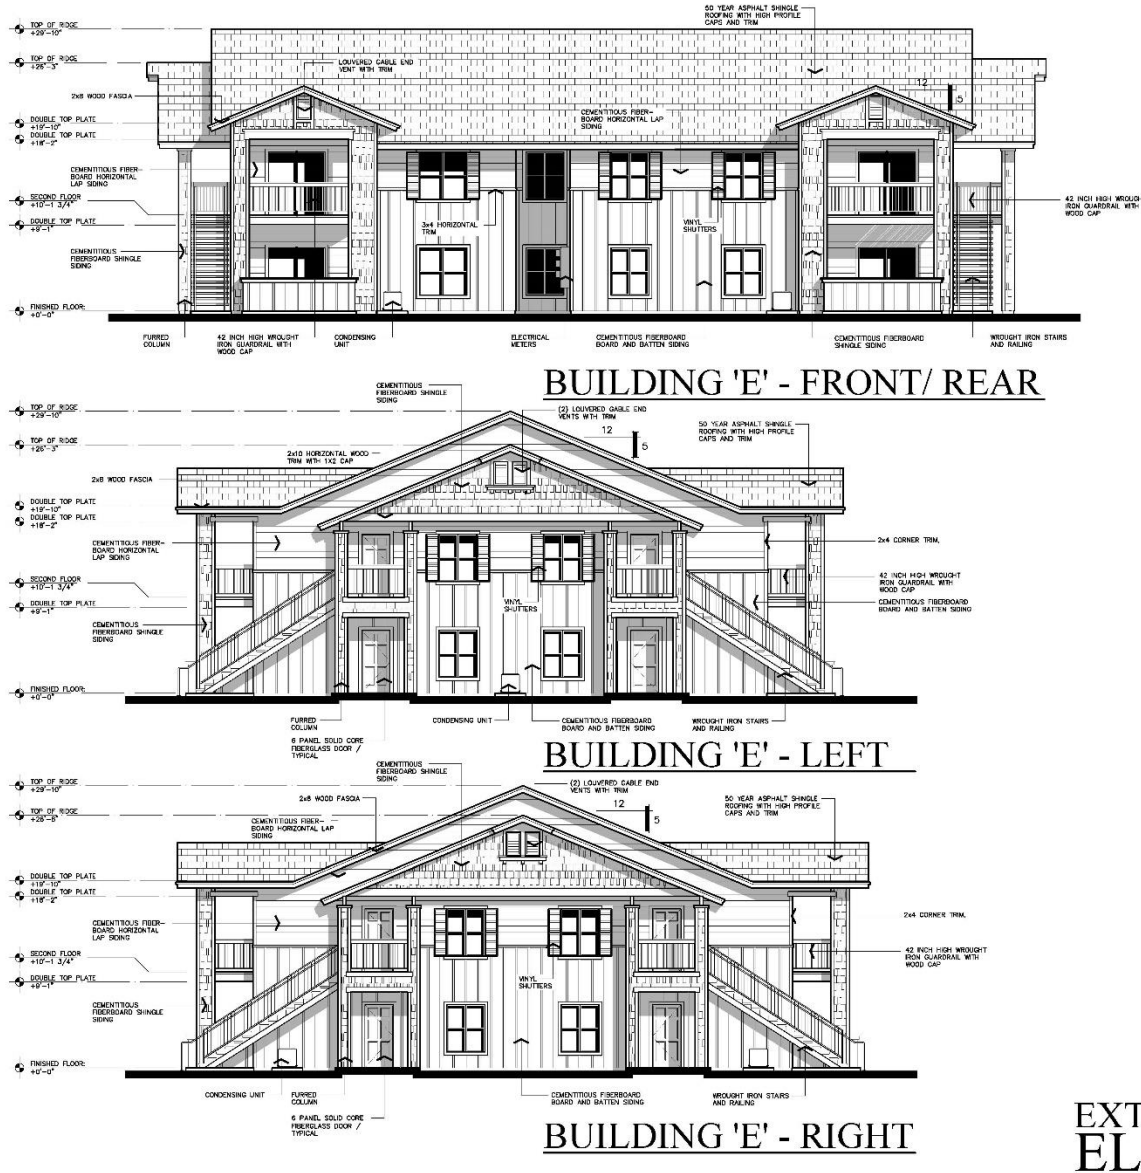 50 YEAR ASPHALT SHINGLE
ROOFING WITH HIGH PROFILE
CAPS AND TRIM
TOP OF RIDGE
+29'-10"
TOP OF RIDGE
+26'-3"
LOUVERED GABLE END
VENT WITH TRIM
12
5
2x8 WOOD FASCIA
CEMENTITIOUS FIBER-
BOARD HORIZONTAL LAP
SIDING
DOUBLE TOP PLATE
+19'-10"
DOUBLE TOP PLATE
+18'-2"
CEMENTITIOUS FIBER-
BOARD HORIZONTAL
LAP SIDING
SECOND FLOOR
+10'-1 3/4"
DOUBLE TOP PLATE
+9'-1"
3x4 HORIZONTAL
TRIM
VINYL
SHUTTERS
42 INCH HIGH WROUGH
IRON GUARDRAIL WITH
WOOD CAP
CEMENTITIOUS
FIBERBOARD SHINGLE
SIDING
FINISHED FLOOR:
+0'-0"
FURRED
COLUMN
42 INCH HIGH WROUGHT
IRON GUARDRAIL WITH
WOOD CAP
CONDENSING
UNIT
ELECTRICAL
METERS
CEMENTITIOUS FIBERBOARD
BOARD AND BATTEN SIDING
CEMENTITIOUS FIBERBOARD
SHINGLE SIDING
WROUGHT IRON STAIRS
AND RAILING
BUILDING 'E' - FRONT/ REAR
CEMENTITIOUS
FIBERBOARD SHINGLE
SIDING
TOP OF RIDGE
+29'-10"
(2) LOUVERED GABLE END
VENTS WITH TRIM
12
5
50 YEAR ASPHALT SHINGLE
ROOFING WITH HIGH PROFILE
CAPS AND TRIM
TOP OF RIDGE
+26'-3"
2x10 HORIZONTAL WOOD
TRIM WITH 1X2 CAP
2x8 WOOD FASCIA
DOUBLE TOP PLATE
+19'-10"
DOUBLE TOP PLATE
+18'-2"
CEMENTITIOUS FIBER-
BOARD HORIZONTAL
LAP SIDING
2x4 CORNER TRIM,
SECOND FLOOR
+10'-1 3/4"
DOUBLE TOP PLATE
+9'-1"
VINYL
SHUTTERS
42 INCH HIGH WROUGHT
IRON GUARDRAIL WITH
WOOD CAP
CEMENTITIOUS FIBERBOARD
BOARD AND BATTEN SIDING
CEMENTITIOUS
FIBERBOARD SHINGLE
SIDING
FINISHED FLOOR:
+0'-0"
FURRED
COLUMN
6 PANEL SOLID CORE
FIBERGLASS DOOR /
TYPICAL
CONDENSING UNIT
CEMENTITIOUS FIBERBOARD
BOARD AND BATTEN SIDING
WROUGHT IRON STAIRS
AND RAILING
BUILDING 'E' - LEFT
CEMENTITIOUS
FIBERBOARD SHINGLE
SIDING
TOP OF RIDGE
+29'-10"
(2) LOUVERED GABLE END
VENTS WITH TRIM
12
5
50 YEAR ASPHALT SHINGLE
ROOFING WITH HIGH PROFILE
CAPS AND TRIM
2x8 WOOD FASCIA
TOP OF RIDGE
CEMENTITIOUS FIBER-
BOARD HORIZONTAL LAP
SIDING
DOUBLE TOP PLATE
+19'-10"
DOUBLE TOP PLATE
+18'-2"
CEMENTITIOUS FIBER-
BOARD HORIZONTAL
LAP SIDING
2x4 CORNER TRIM,
SECOND FLOOR
+10'-1 3/4"
DOUBLE TOP PLATE
+9'-1"
VINYL
SHUTTERS
42 INCH HIGH WROUGHT
IRON GUARDRAIL WITH
WOOD CAP
CEMENTITIOUS
FIBERBOARD SHINGLE
SIDING
FINISHED FLOOR:
+0'-0"
CONDENSING UNIT
FURRED
COLUMN
6 PANEL SOLID CORE
FIBERGLASS DOOR /
TYPICAL
CEMENTITIOUS FIBERBOARD
BOARD AND BATTEN SIDING
WROUGHT IRON STAIRS
AND RAILING
BUILDING 'E' - RIGHT
EXT
EL